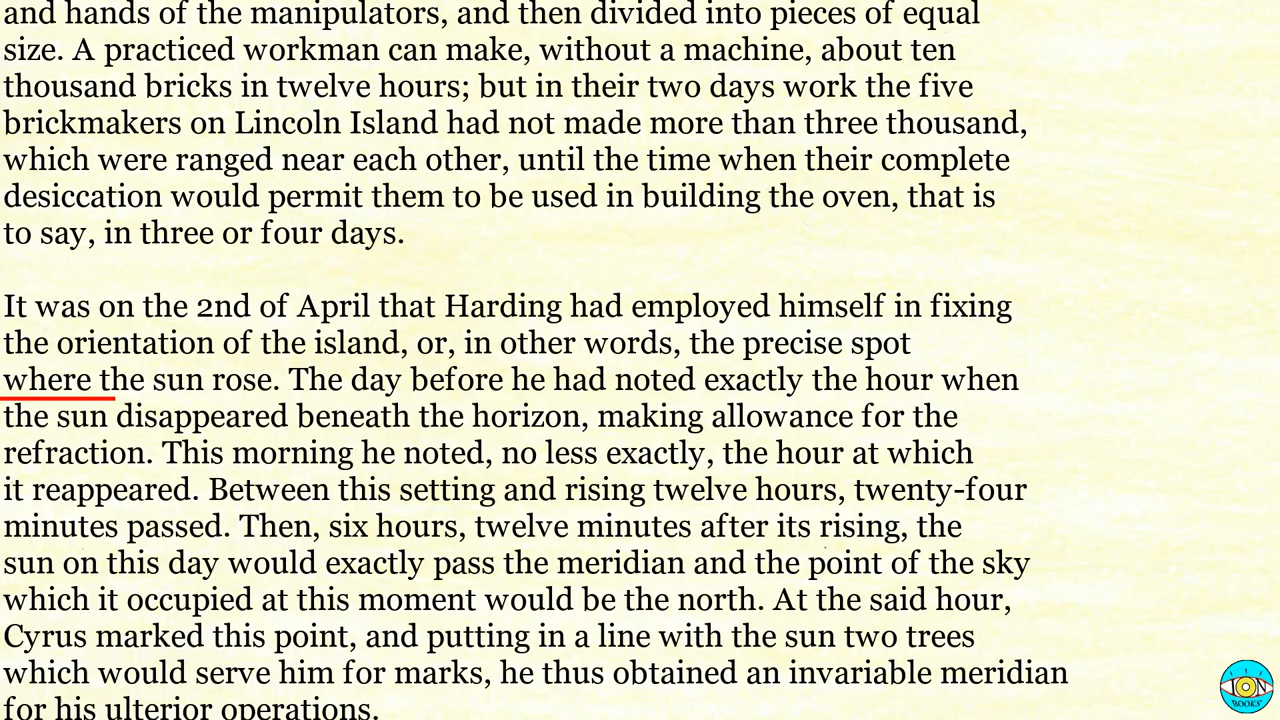 and hands of the manipulators, and then divided into pieces of equal
size. A practiced workman can make, without a machine, about ten
thousand bricks in twelve hours; but in their two days work the five
brickmakers on Lincoln Island had not made more than three thousand,
which were ranged near each other, until the time when their complete
desiccation would permit them to be used in building the oven, that is
to say, in three or four days.
It was on the 2nd of April that Harding had employed himself in fixing
the orientation of the island, or, in other words, the precise spot
where the sun rose. The day before he had noted exactly the hour when
the sun disappeared beneath the horizon, making allowance for the
refraction. This morning he noted, no less exactly, the hour at which
it reappeared. Between this setting and rising twelve hours, twenty-four
minutes passed. Then, six hours, twelve minutes after its rising, the
sun on this day would exactly pass the meridian and the point of the sky
which it occupied at this moment would be the north. At the said hour,
Cyrus marked this point, and putting in a line with the sun two trees
which would serve him for marks, he thus obtained an invariable meridian
for his ulterior operations.
ION
BOOKS